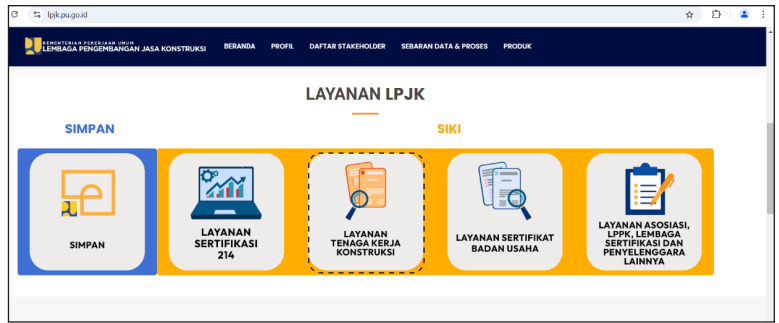 lpjk.pu.go.id
KEMENTERIAN PEKERJAAN UMUM
LEMBAGA PENGEMBANGAN JASA KONSTRUKSI
BERANDA PROFIL DAFTAR STAKEHOLDER SEBARAN DATA & PROSES PRODUK
LAYANAN LPJK
SIMPAN
SIKI
SIMPAN
LAYANAN
SERTIFIKASI
214
LAYANAN
TENAGA KERJA
KONSTRUKSI
LAYANAN SERTIFIKAT
BADAN USAHA
LAYANAN ASOSIASI,
LPPK, LEMBAGA
SERTIFIKASI DAN
PENYELENGGARA
LAINNYA